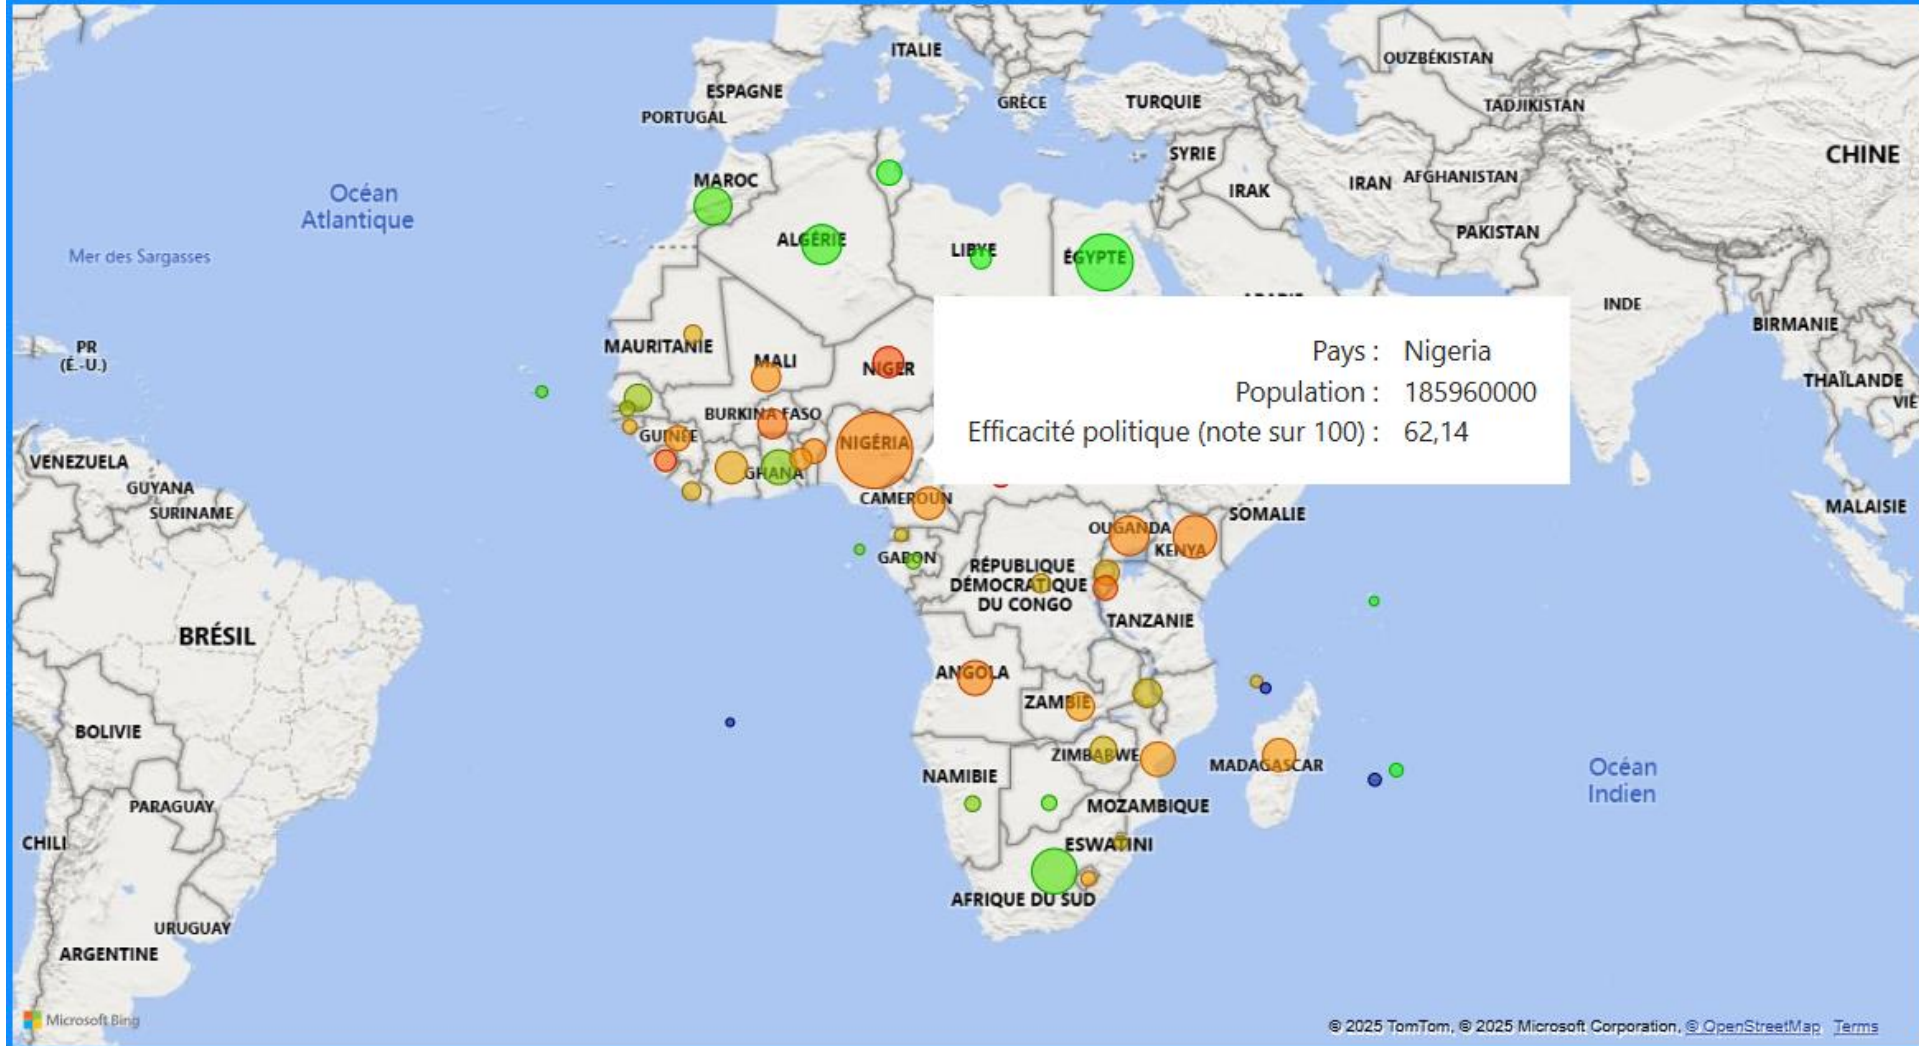 ITALIE
OUZBÉKISTAN
ESPAGNE
GRÈCE
TURQUIE
TADJIKISTAN
PORTUGAL
SYRIE
CHINE
MAROC
IRAK
IRAN
AFGHANISTAN
Océan
Atlantique
ALGÉRIE
LIBYE
ÉGYPTE
PAKISTAN
Mer des Sargasses
INDE
BIRMANIE
PR
(É.-U.)
MAURITANIE
MALI
NIGER
Pays : Nigeria
Population : 185960000
Efficacité politique (note sur 100) : 62,14
THAÏLANDE
VIÊ
BURKINA FASO
GUINÉE
NIGÉRIA
GHANA
VENEZUELA
GUYANA
SURINAME
CAMEROUN
MALAISIE
SOMALIE
OUGANDA
KENYA
GABON
RÉPUBLIQUE
DÉMOCRATIQUE
DU CONGO
TANZANIE
BRÉSIL
ANGOLA
ZAMBIE
BOLIVIE
ZIMBABWE
MADAGASCAR
NAMIBIE
Océan
Indien
PARAGUAY
MOZAMBIQUE
CHILI
ESWATINI
AFRIQUE DU SUD
URUGUAY
ARGENTINE
Microsoft Bing
© 2025 TomTom, © 2025 Microsoft Corporation, © OpenStreetMap Terms